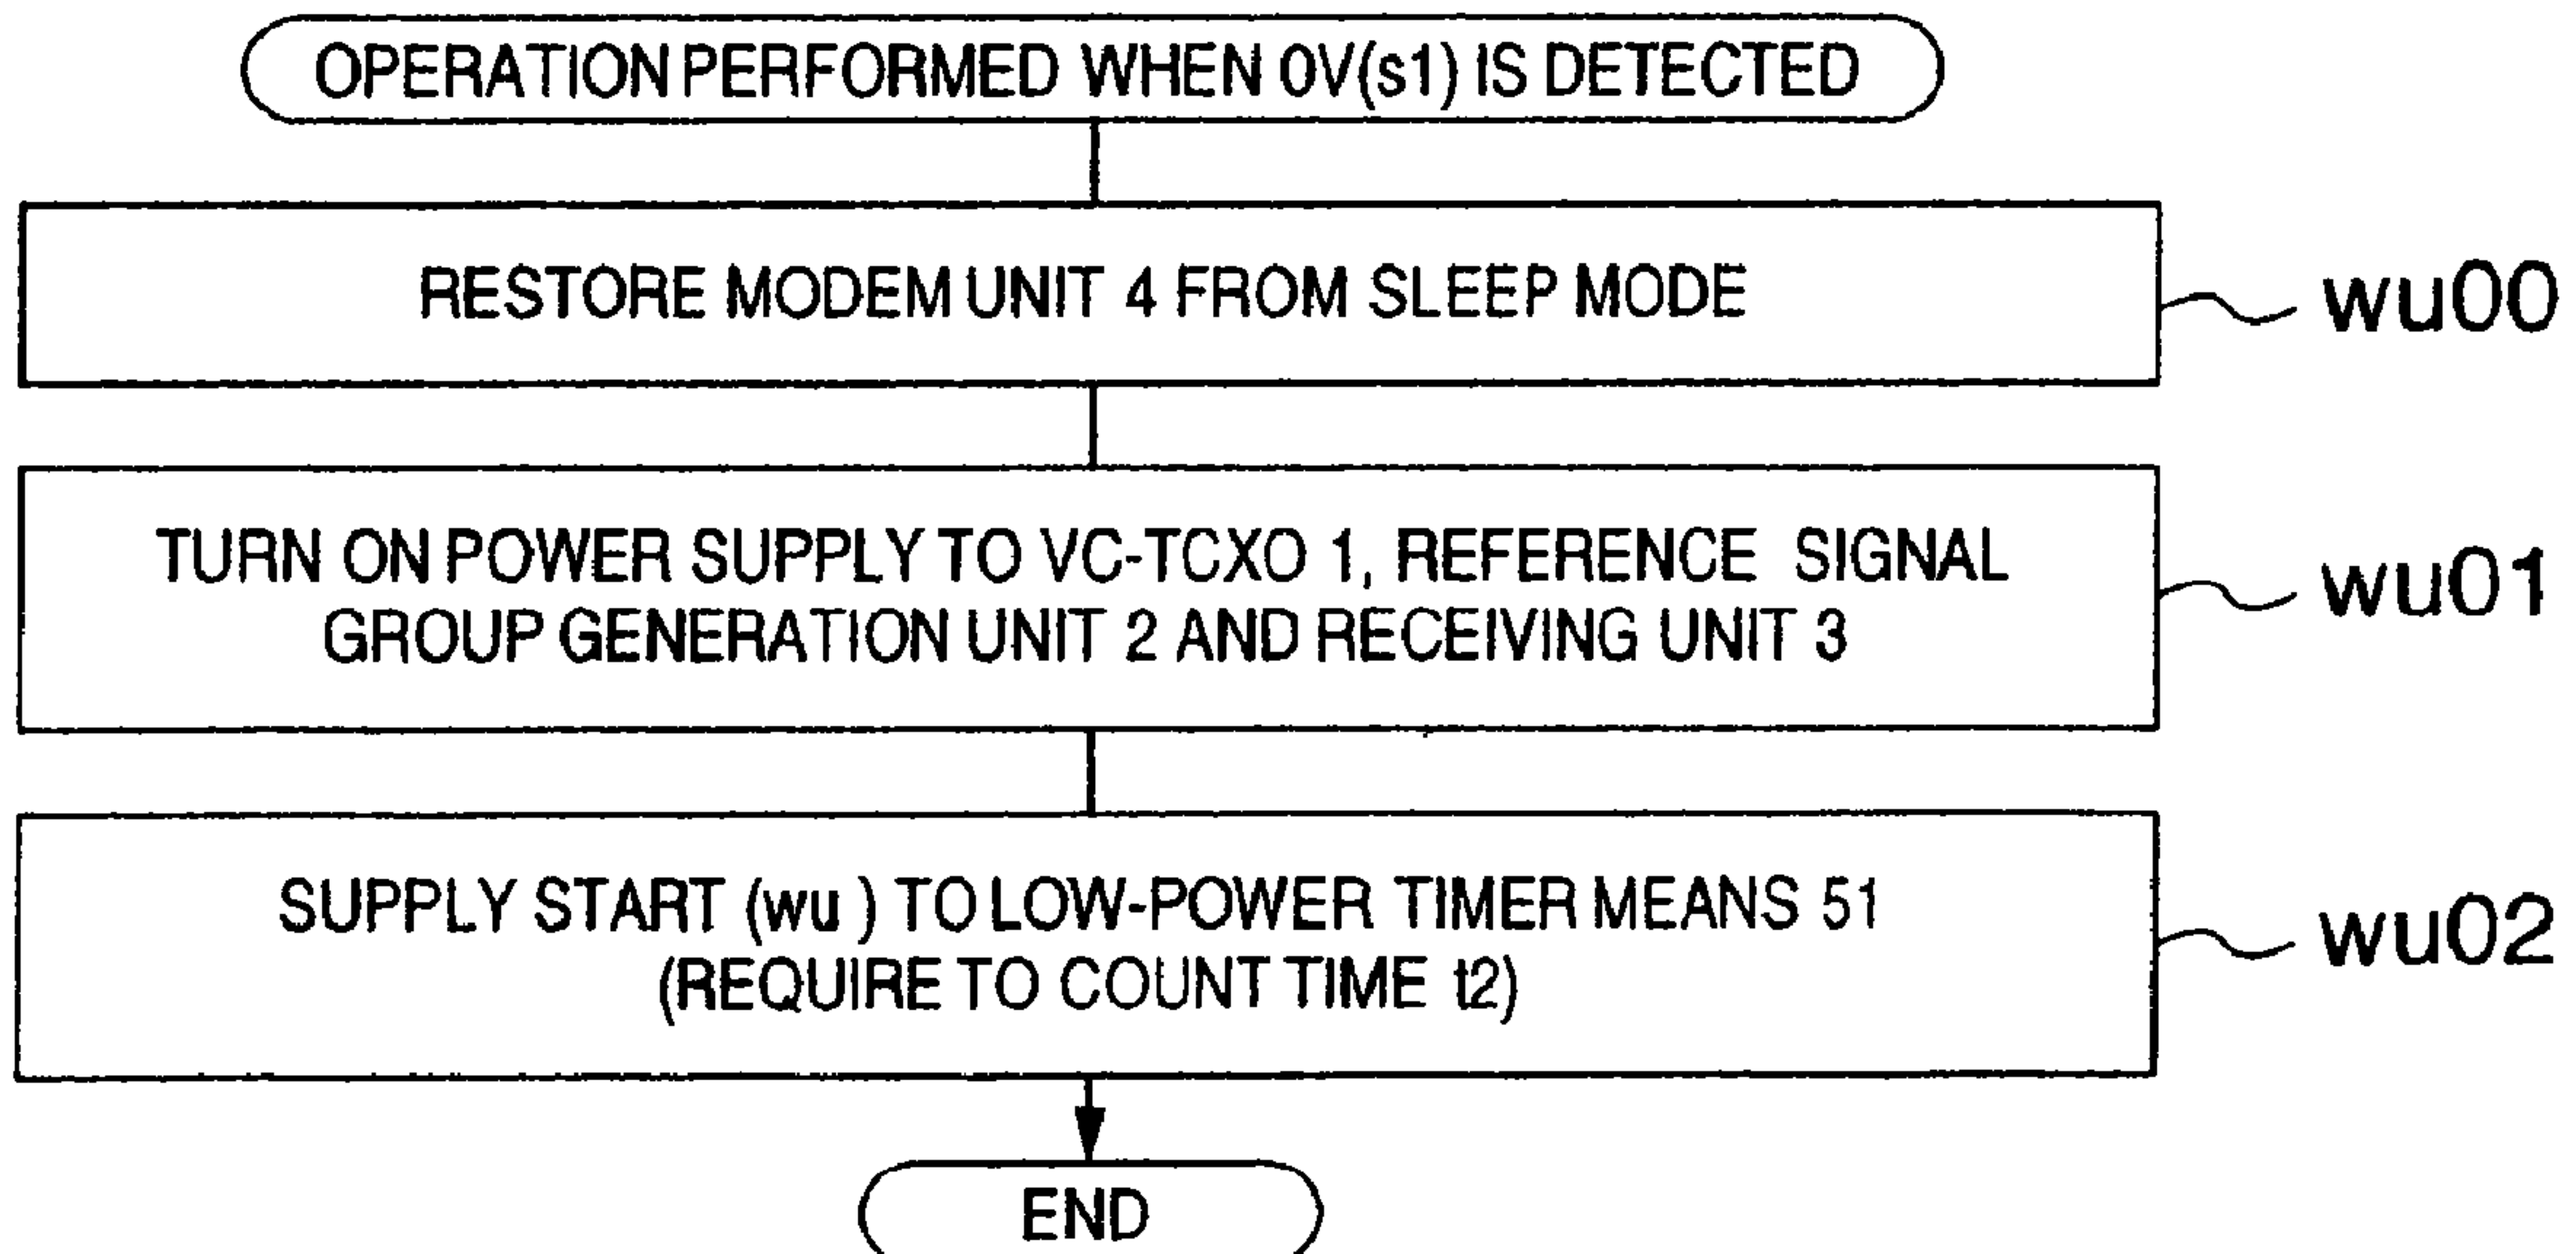 OPERATION PERFORMED WHEN 0V(s1) IS DETECTED
RESTORE MODEM UNIT 4 FROM SLEEP MODE
wu00
TURN ON POWER SUPPLY TO VC-TCXO 1, REFERENCE SIGNAL
GROUP GENERATION UNIT 2 AND RECEIVING UNIT 3
wu01
SUPPLY START (wu ) TO LOW-POWER TIMER MEANS 51
(REQUIRE TO COUNT TIME t2)
wu02
END